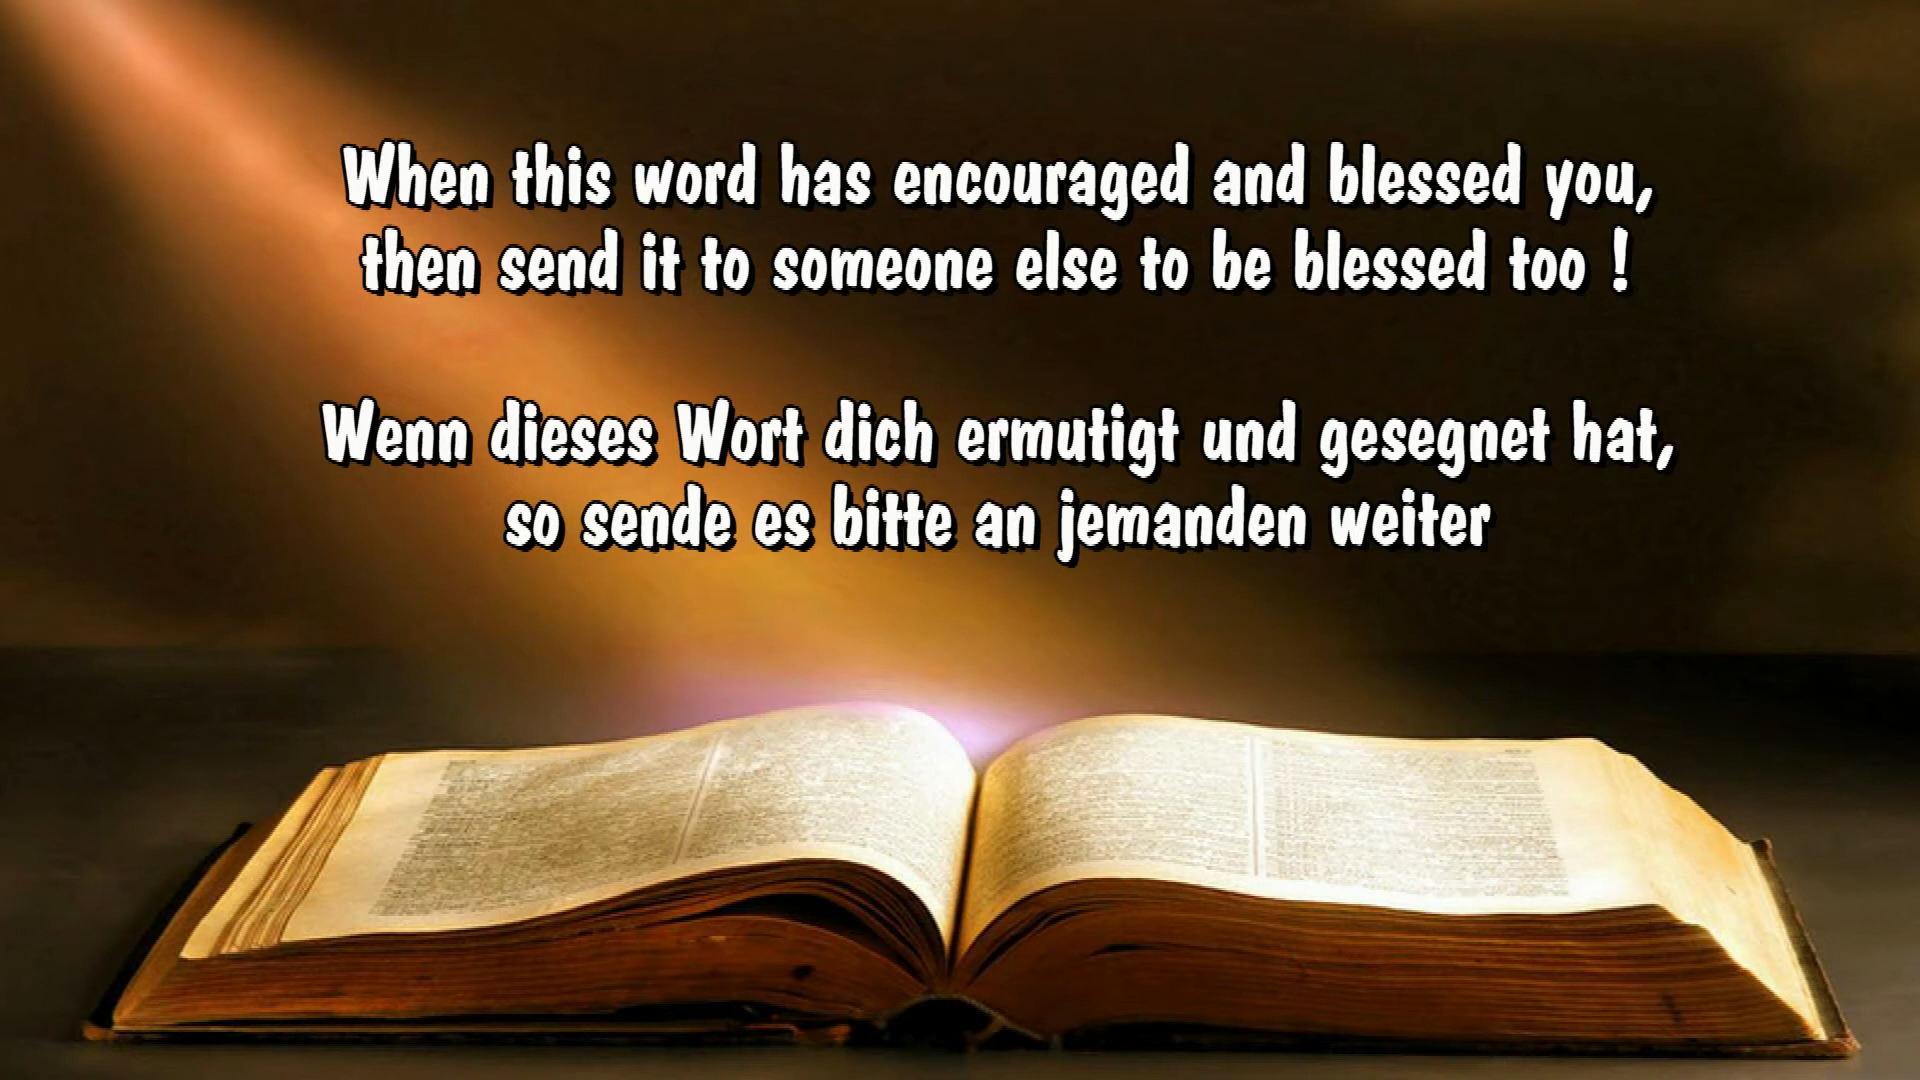 When this word has encouraged and blessed you,
then send it to someone else to be blessed too !
Wenn dieses Wort dich ermutigt und gesegnet hat,
so sende es bitte an jemanden weiter